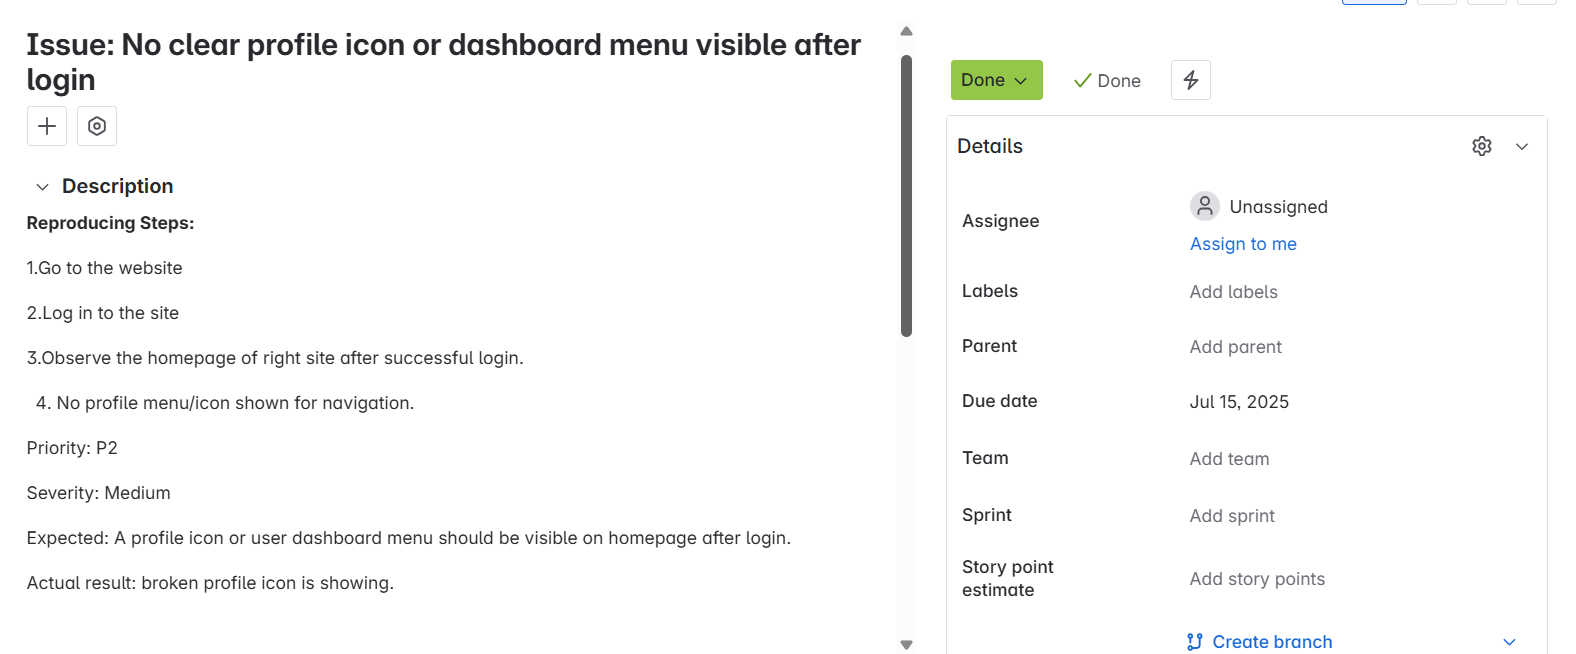 Issue: No clear profile icon or dashboard menu visible after
login
Description
Reproducing Steps:
1.Go to the website
2.Log in to the site
3.Observe the homepage of right site after successful login.
4. No profile menu/icon shown for navigation.
Priority: P2
Severity: Medium
Expected: A profile icon or user dashboard menu should be visible on homepage after login.
Actual result: broken profile icon is showing.
Done
Done
Details
Assignee
Unassigned
Assign to me
Labels
Add labels
Parent
Add parent
Due date
Jul 15, 2025
Team
Add team
Sprint
Add sprint
Story point
estimate
Add story points
Create branch